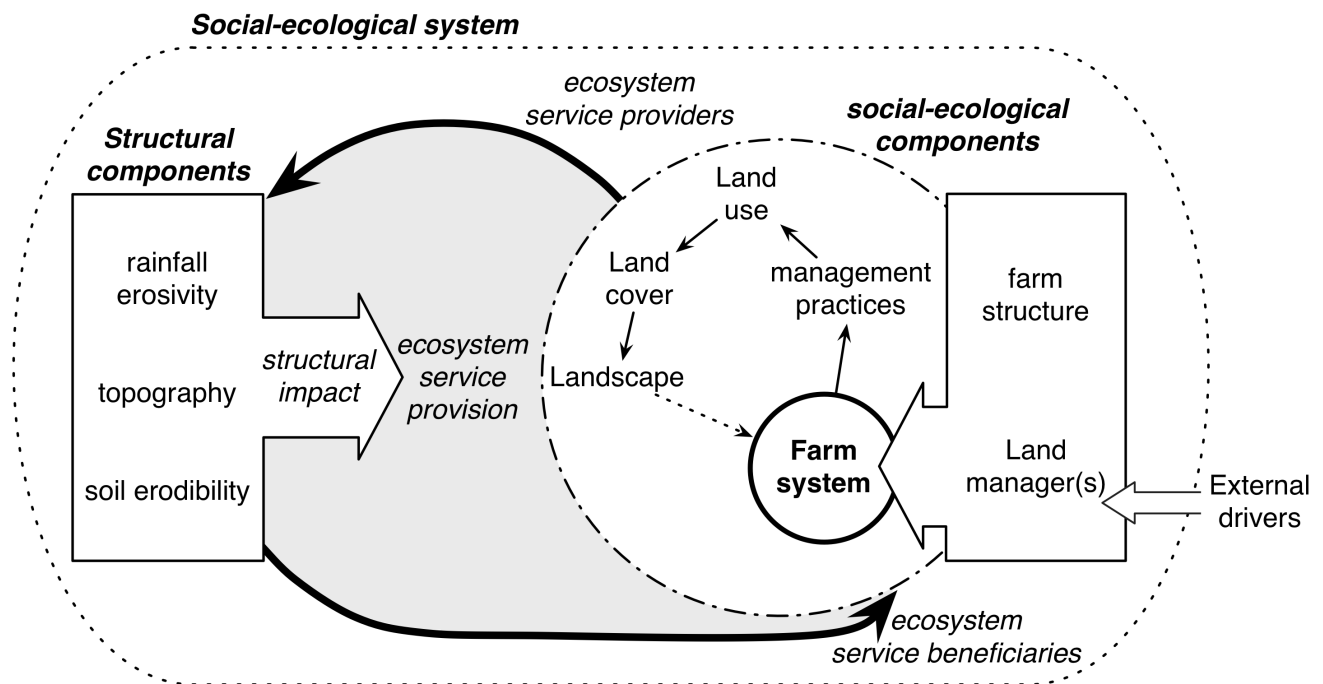 Social-ecological system
ecosystem
service providers
social-ecological
components
Structural
components
Land
use
rainfall
erosivity
Land
cover
management
practices
farm
structure
structural
impact
ecosystem
service
provision
Landscape
topography
Farm
system
Land
manager(s)
soil erodibility
External
drivers
ecosystem
service beneficiaries